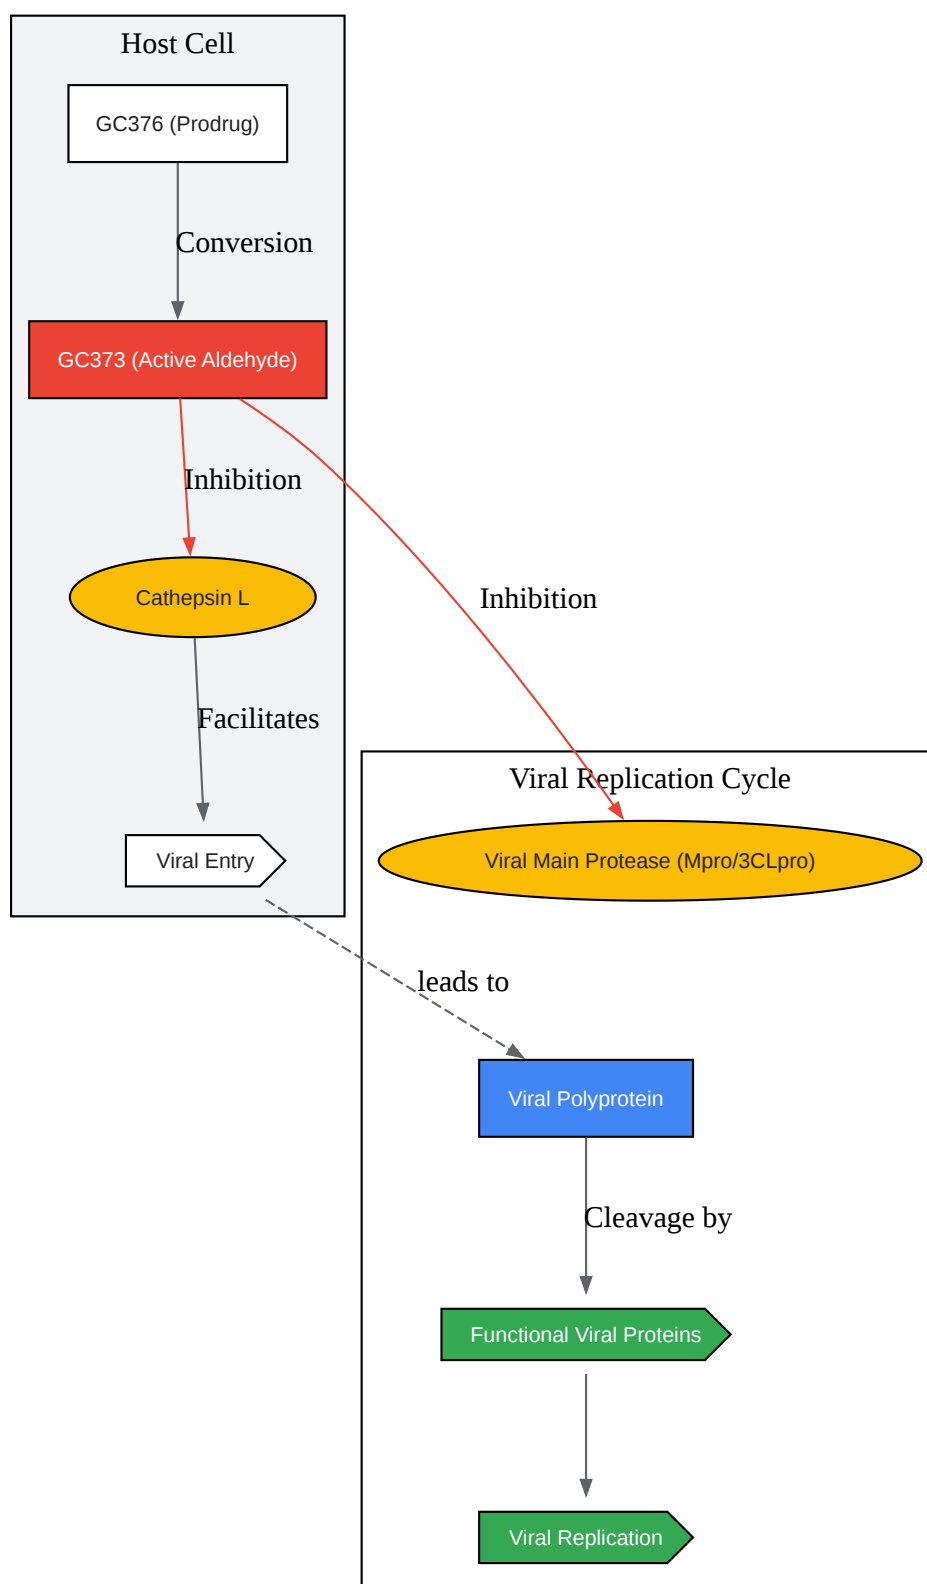 Host Cell
GC376 (Prodrug)
Conversion
GC373 (Active Aldehyde)
Inhibition
Cathepsin L
Inhibition
Facilitates
Viral Replication Cycle
Viral Entry
Viral Main Protease (Mpro/3CLpro)
leads to
Viral Polyprotein
Cleavage by
Functional Viral Proteins
Viral Replication